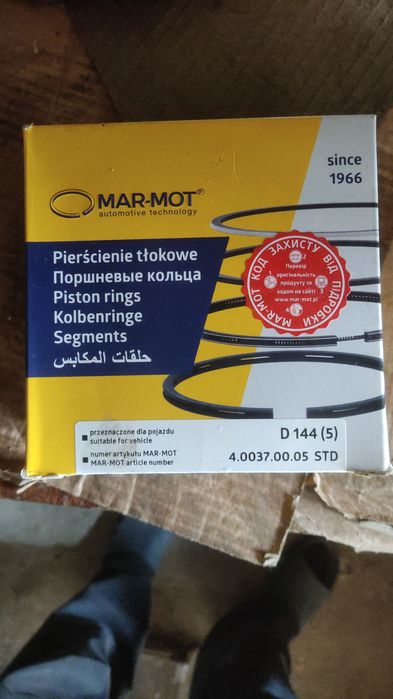 since
1966
MAR-MOT®
automotive technology
Pierścienie tłokowe
Поршневые кольца
Piston rings
Kolbenringe
Segments
حلقات المكابس
MAR-MOT КОД ЗАХИСТУ ВІД ПІДРОБКИ
Перевір
оригінальність
продукту за
кодом на сайті
www.mar-mot.pl
przeznaczone dla pojazdu
suitable for vehicle
D 144 (5)
numer artykułu MAR-MOT
MAR-MOT article number
4.0037.00.05 STD